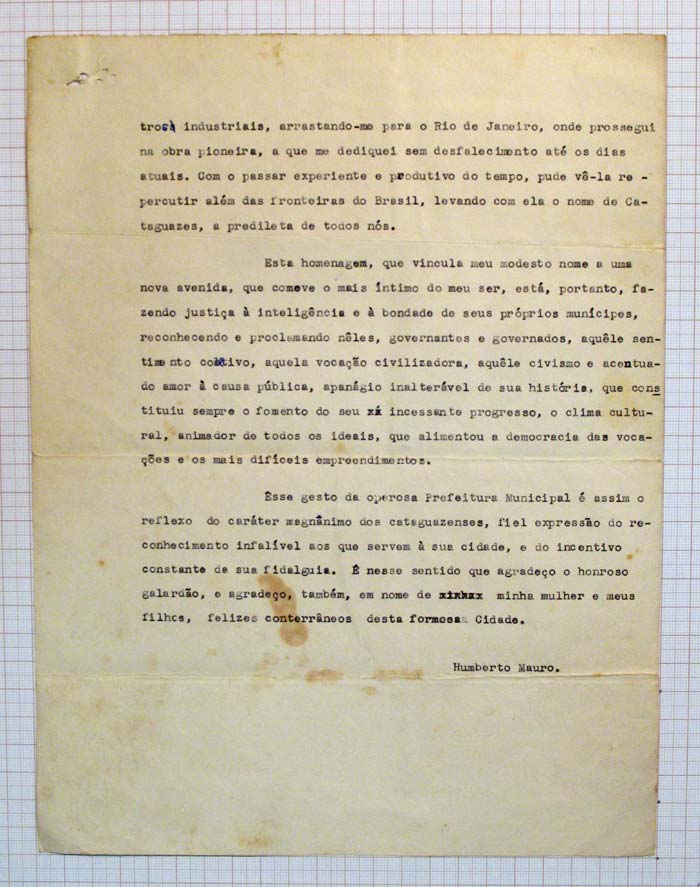 industriais, arrastando-me para o Rio de Janeiro, onde prossegui
na obra pioneira, a que me dediquei sem desfalecimento até os dias
atuais. Com o passar experiente e produtivo do tempo, pude vê-la re -
percutir além das fronteiras do Brasil, levando com ela o nome de Ca-
taguazes, a predileta de todos nós.
Esta homenagem, que vincula meu modesto nome a uma
nova avenida, que comove o mais íntimo do meu ser, está, portanto, fa-
zendo justiça à inteligência e à bondade de seus próprios munícipes,
reconhecendo e proclamando nêles, governantes e governados, aquêle sen-
timento , aquela vocação civilizadora, aquêle civismo e acentua-
do amor à causa pública, apanágio inalterável de sua história, que cons
tituiu sempre o fomento do seu incessante progresso, o clima cultu-
ral, animador de todos os ideais, que alimentou a democracia das voca-
ções e os mais difíceis empreendimentos.
Êsse gesto da operosa Prefeitura Municipal é assim o
reflexo do caráter magnânimo dos cataguazenses, fiel expressão do re-
conhecimento infalível aos que servem à sua cidade, e do incentivo
constante da sua fidalguia. É nesse sentido que agradeço o honroso
galardão, e agradeço, também, em nome de minha mulher e meus
filhos, felizes conterrâneos desta formosa Cidade.
Humberto Mauro.